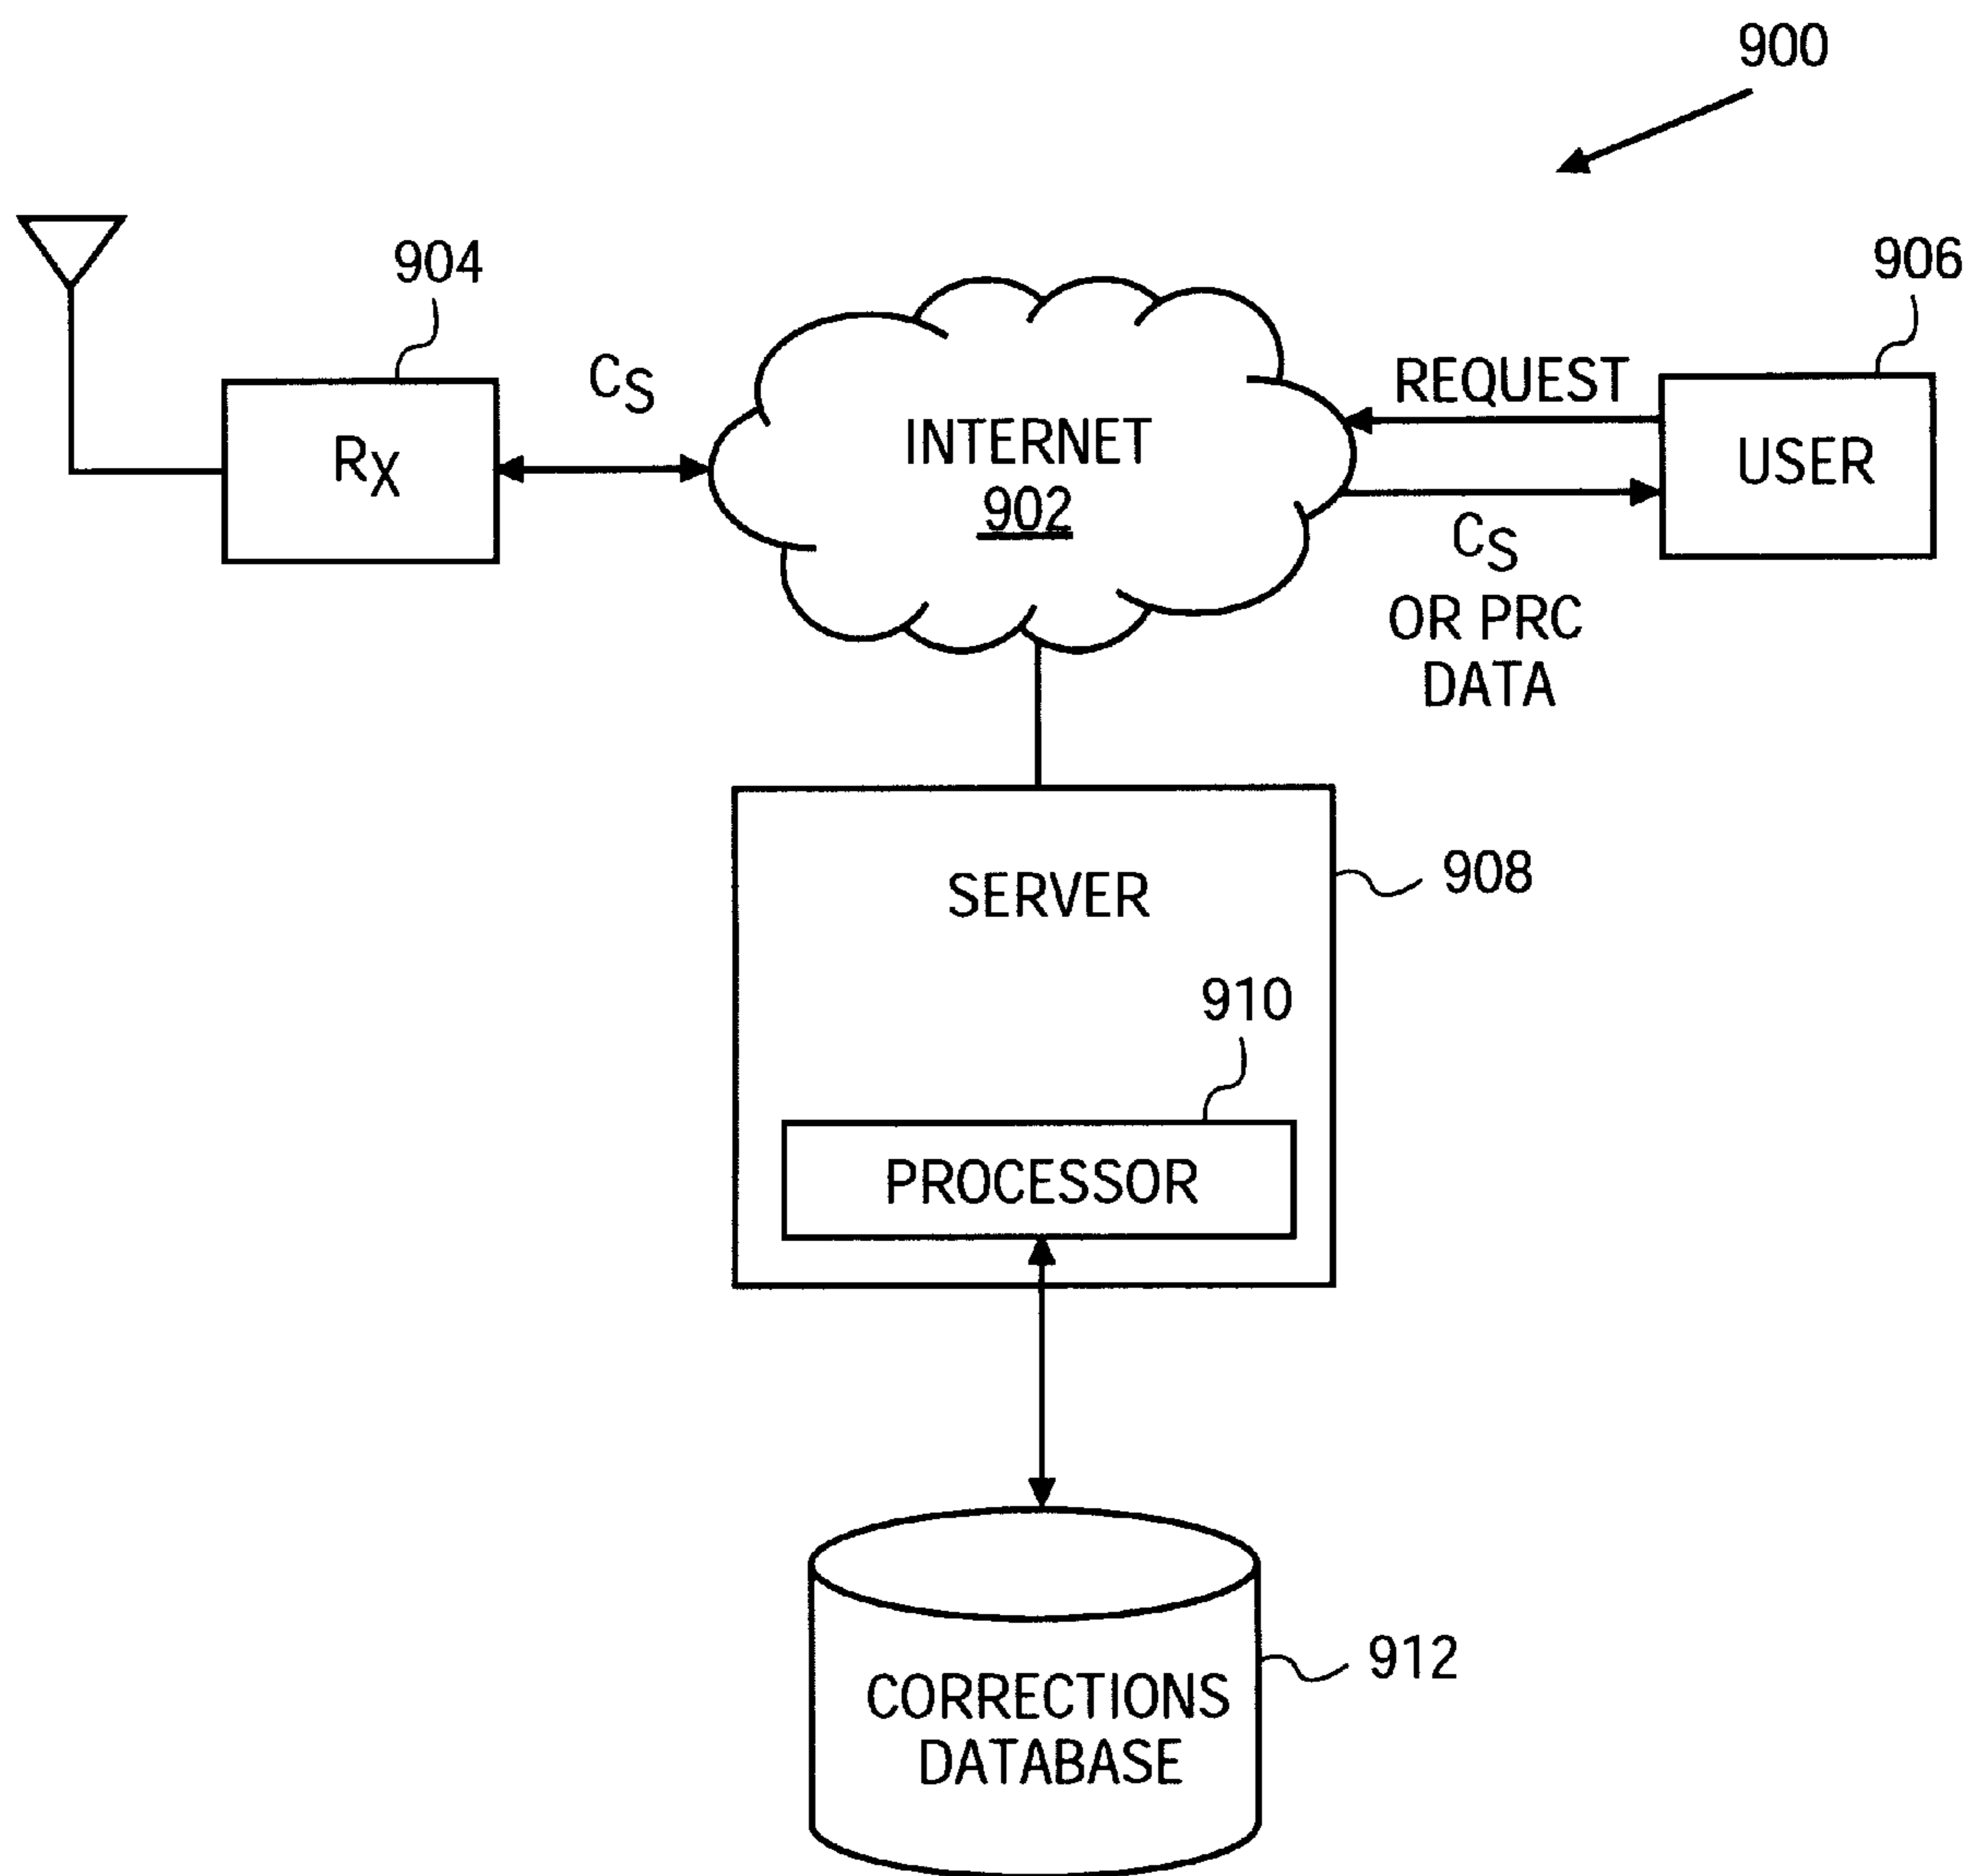 900
904
906
CS
REQUEST
RX
INTERNET
902
USER
CS
OR PRC
DATA
SERVER
908
910
PROCESSOR
912
CORRECTIONS
DATABASE